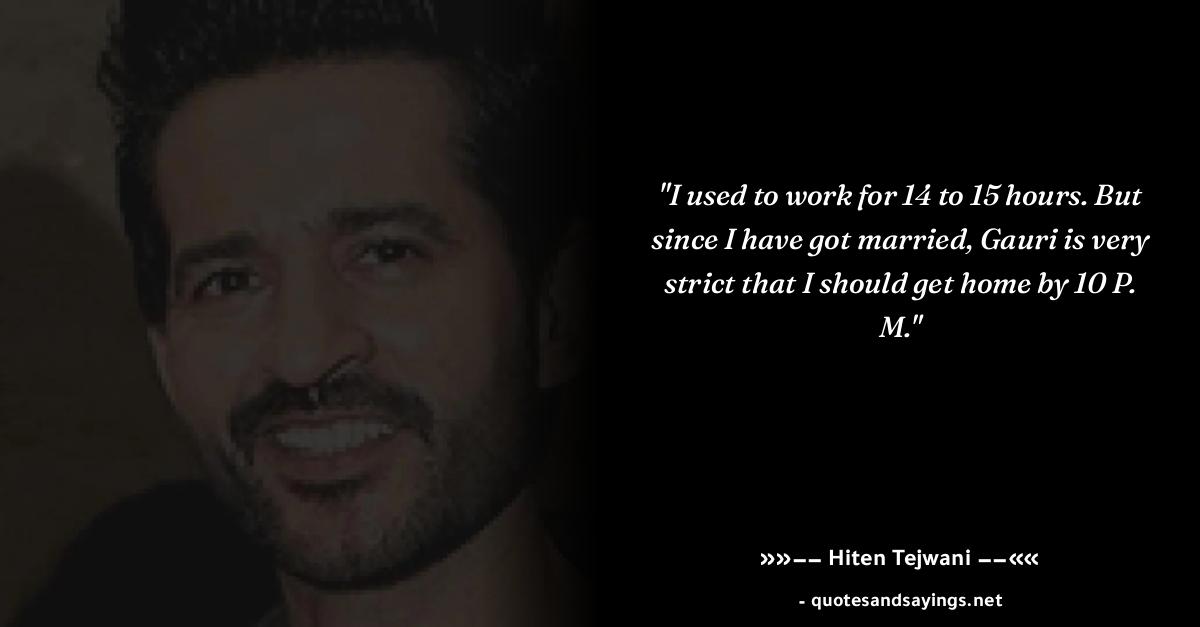 "I used to work for 14 to 15 hours. But
since I have got married, Gauri is very
strict that I should get home by 10 P.
M."
»»−− Hiten Tejwani −−««
- quotesandsayings.net